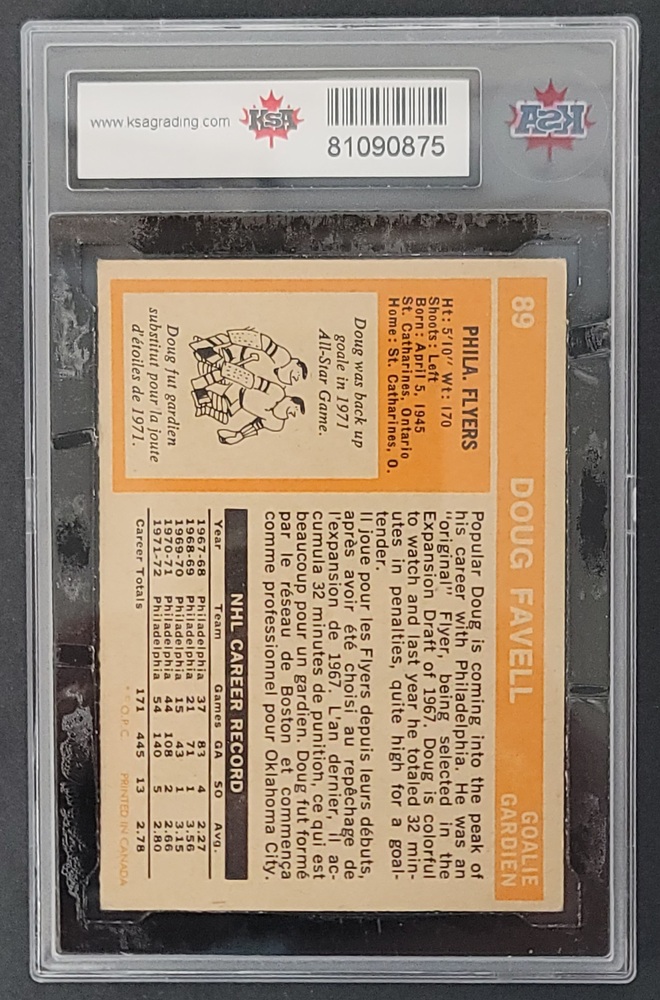 www.ksagrading.com
KSA
81090875
KSA
89
DOUG FAVELL
GOALIE
GARDIEN
PHILA. FLYERS
Ht: 5'10" Wt: 170
Shoots: Left
Born: April 5, 1945
St. Catharines, Ontario
Home: St. Catharines, O.
Doug was back up
goalie in 1971
All-Star Game.
Doug fut gardien
substitut pour la joute
d'étoiles de 1971.
Popular Doug is coming into the peak of
his career with Philadelphia. He was an
"original" Flyer, being selected in the
Expansion Draft of 1967. Doug is colorful
to watch and last year he totaled 32 min-
utes in penalties, quite high for a goal-
tender.
Il joue pour les Flyers depuis leurs débuts,
après avoir été choisi au repêchage de
l'expansion de 1967. L'an dernier, il ac-
cumula 32 minutes de punition, ce qui est
beaucoup pour un gardien. Doug fut formé
par le réseau de Boston et commença
comme professionnel pour Oklahoma City.
NHL CAREER RECORD
Year Team Games GA SO Avg.
1967-68 Philadelphia 37 83 4 2.27
1968-69 Philadelphia 21 71 1 3.56
1969-70 Philadelphia 15 43 1 3.15
1970-71 Philadelphia 44 108 2 2.66
1971-72 Philadelphia 54 140 5 2.80
Career Totals 171 445 13 2.78
O.P.C. PRINTED IN CANADA